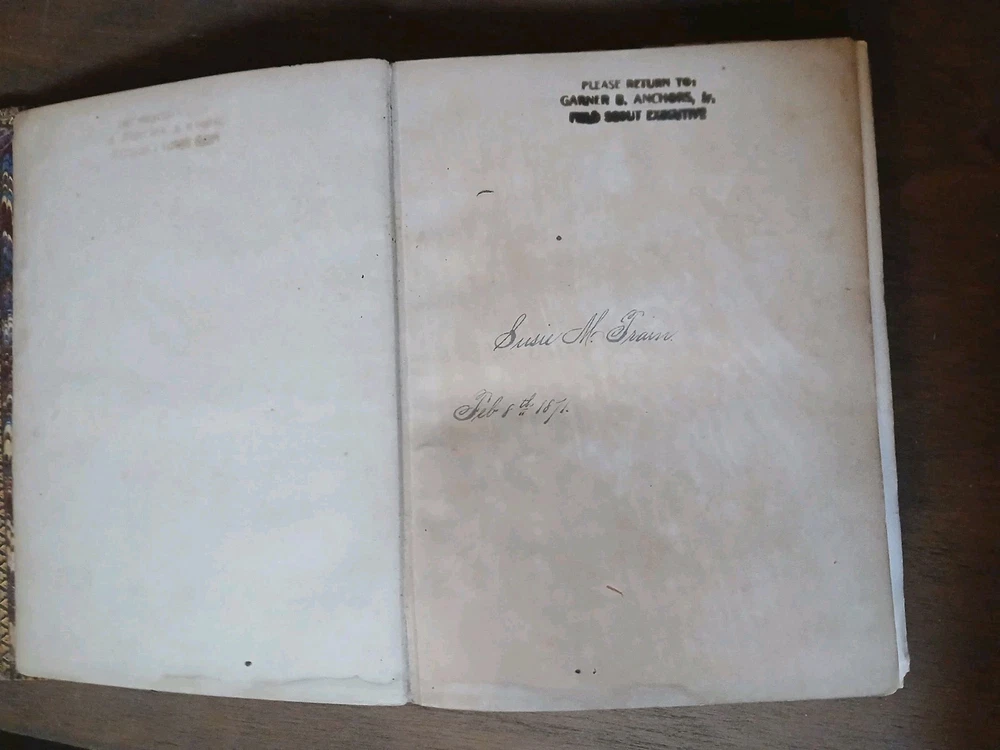 PLEASE RETURN TO:
GARNER B. ANCHORS, Jr.
FIELD SCOUT EXECUTIVE
Susie M. Train.
Feb 8th 1871.